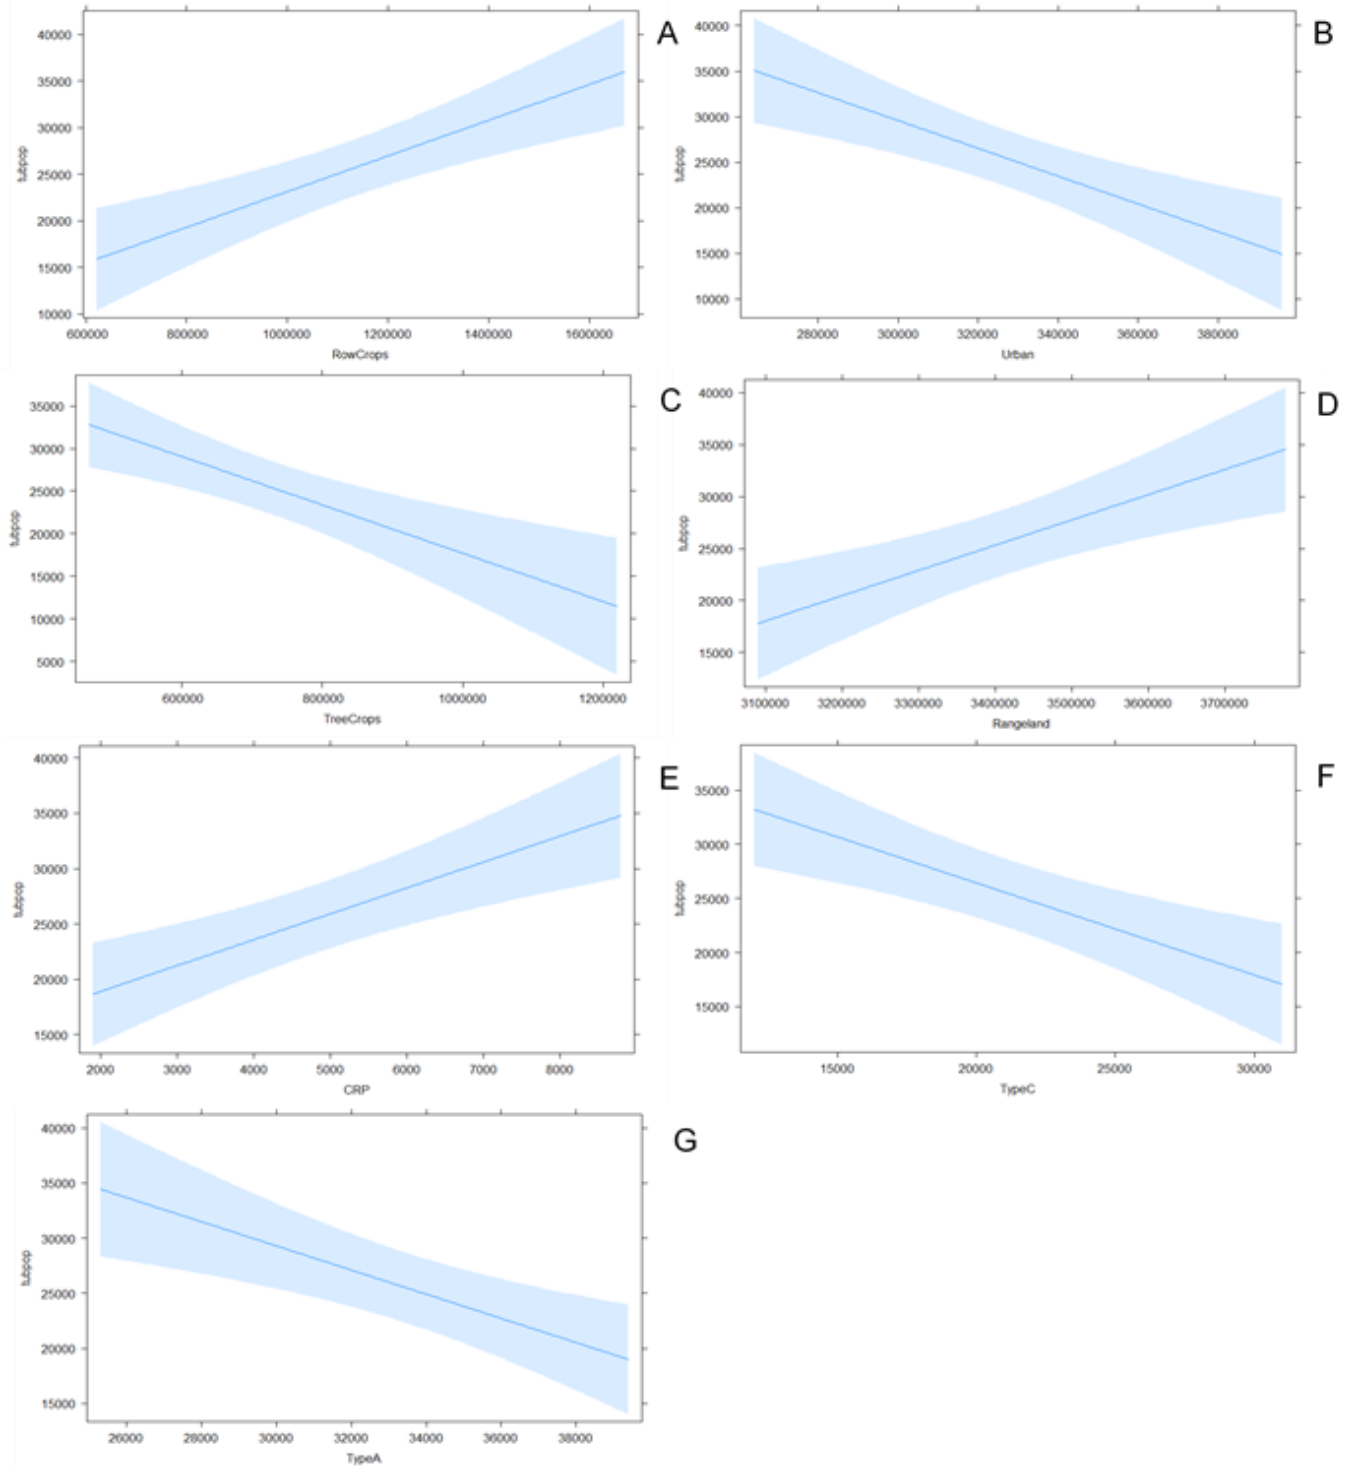 A
40000
35000
30000
25000
20000
15000
10000
tubpop
600000 800000 1000000 1200000 1400000 1600000
RowCrops
B
40000
35000
30000
25000
20000
15000
10000
tubpop
280000 300000 320000 340000 360000 380000
Urban
C
35000
30000
25000
20000
15000
10000
5000
tubpop
600000 800000 1000000 1200000
TreeCrops
D
40000
35000
30000
25000
20000
15000
tubpop
3100000 3200000 3300000 3400000 3500000 3600000 3700000
Rangeland
E
40000
35000
30000
25000
20000
15000
tubpop
2000 3000 4000 5000 6000 7000 8000
CRP
F
35000
30000
25000
20000
15000
tubpop
15000 20000 25000 30000
TypeC
G
40000
35000
30000
25000
20000
15000
tubpop
26000 28000 30000 32000 34000 36000 38000
TypeA